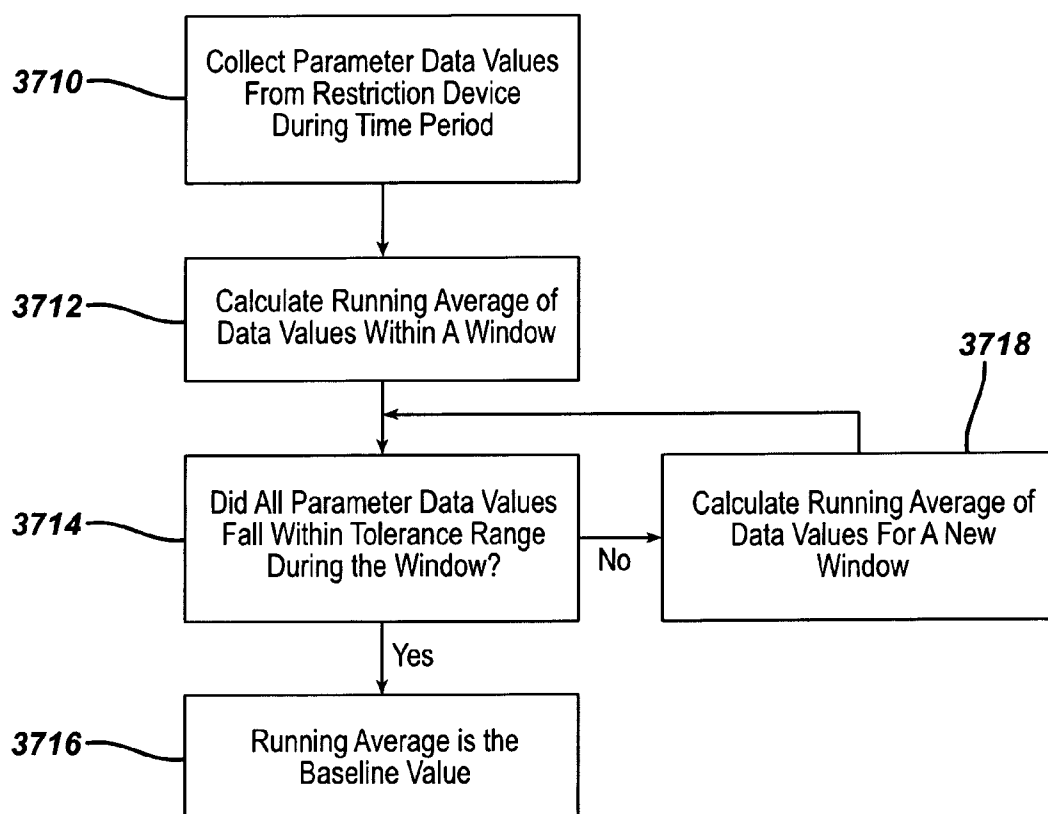 3710
Collect Parameter Data Values
From Restriction Device
During Time Period
3712
Calculate Running Average of
Data Values Within A Window
3718
3714
Did All Parameter Data Values
Fall Within Tolerance Range
During the Window?
No
Calculate Running Average of
Data Values For A New
Window
Yes
3716
Running Average is the
Baseline Value